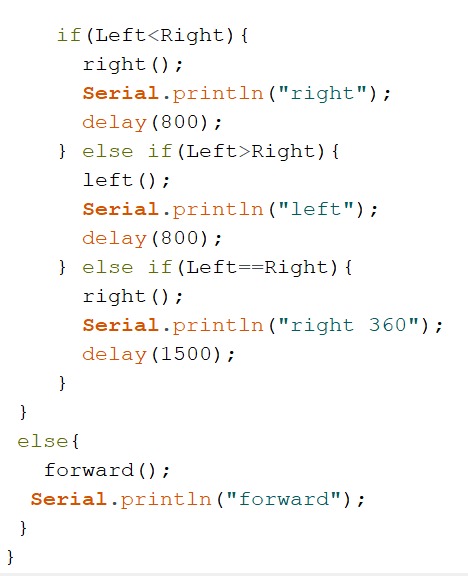 if(Left<Right){
right();
Serial.println("right");
delay(800);
} else if(Left>Right){
left();
Serial.println("left");
delay(800);
} else if(Left==Right){
right();
Serial.println("right 360");
delay(1500);
}
}
else{
forward();
Serial.println("forward");
}
}